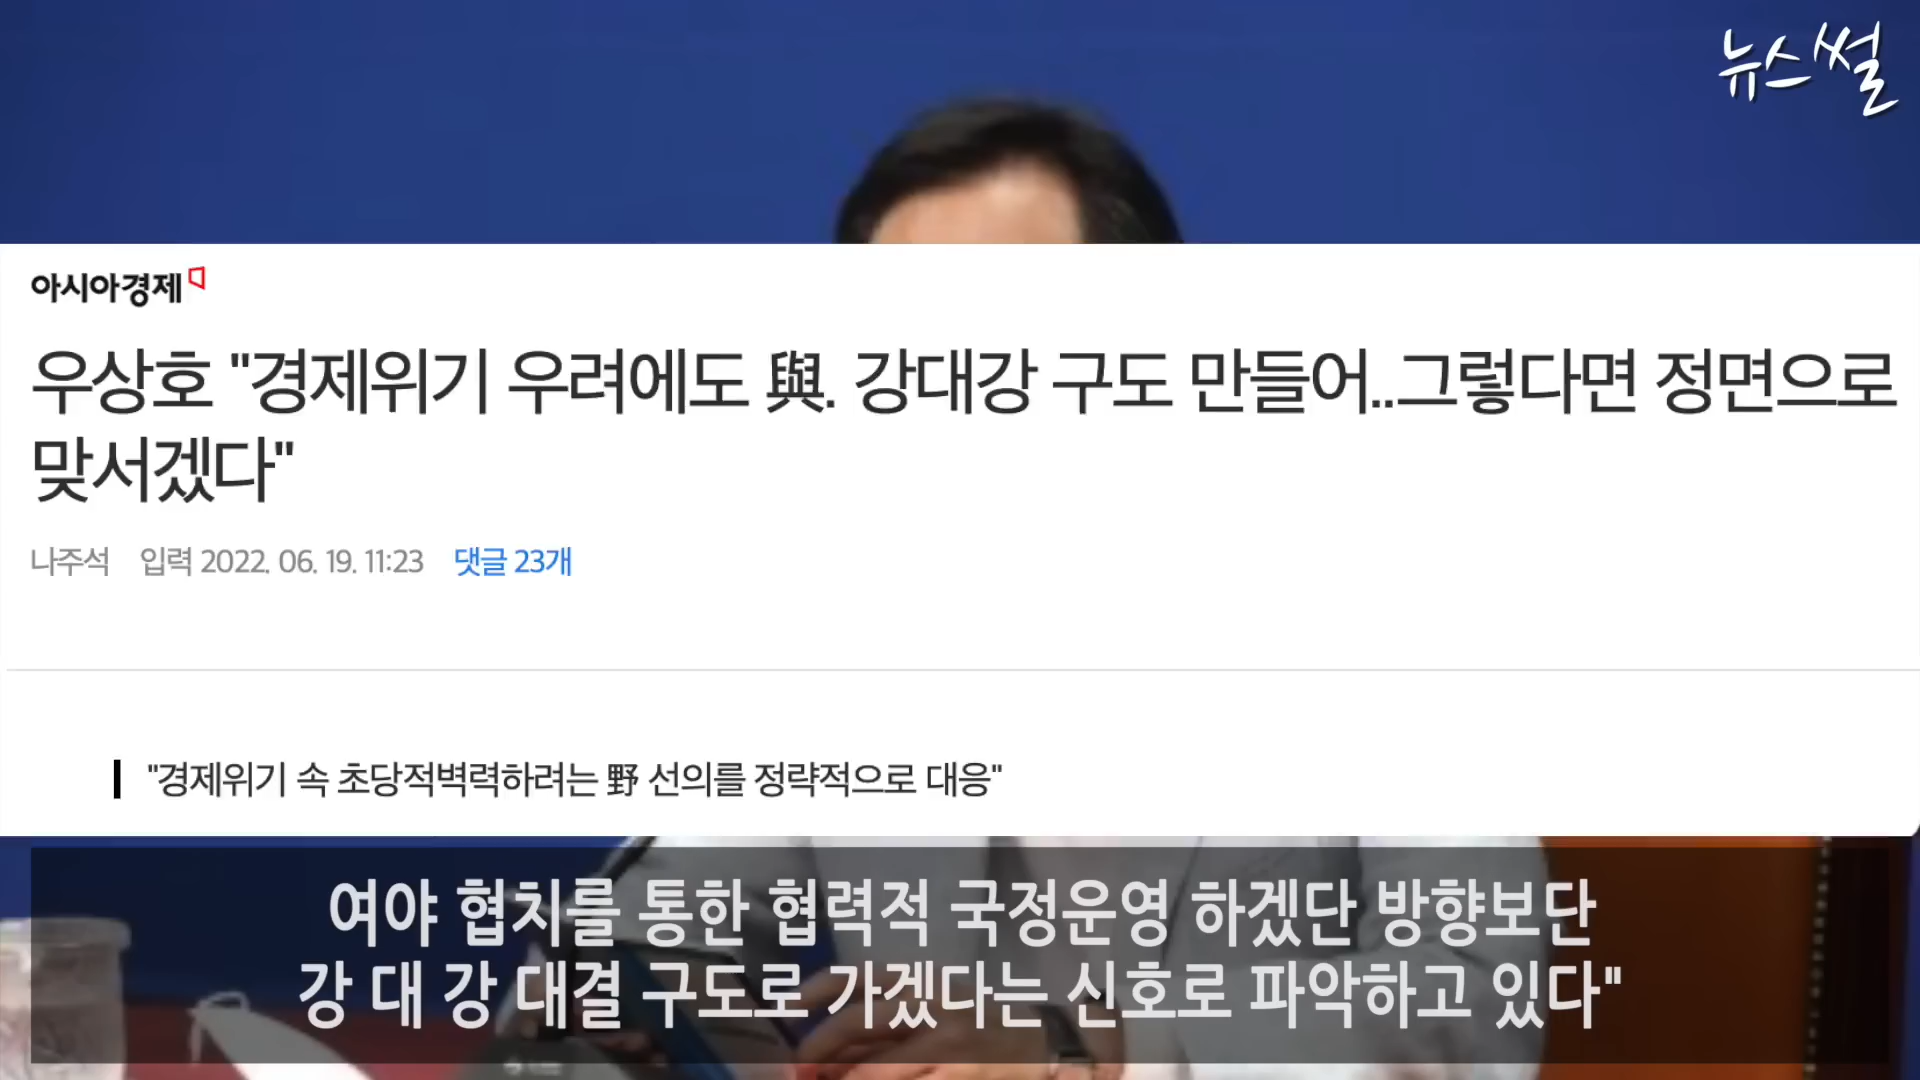 뉴스썰
아시아경제
우상호 "경제위기 우려에도 與. 강대강 구도 만들어..그렇다면 정면으로
맞서겠다"
나주석 입력 2022. 06. 19. 11:23 댓글 23개
"경제위기 속 초당적벽력하려는 野 선의를 정략적으로 대응"
여야 협치를 통한 협력적 국정운영 하겠단 방향보단
강 대 강 대결 구도로 가겠다는 신호로 파악하고 있다"